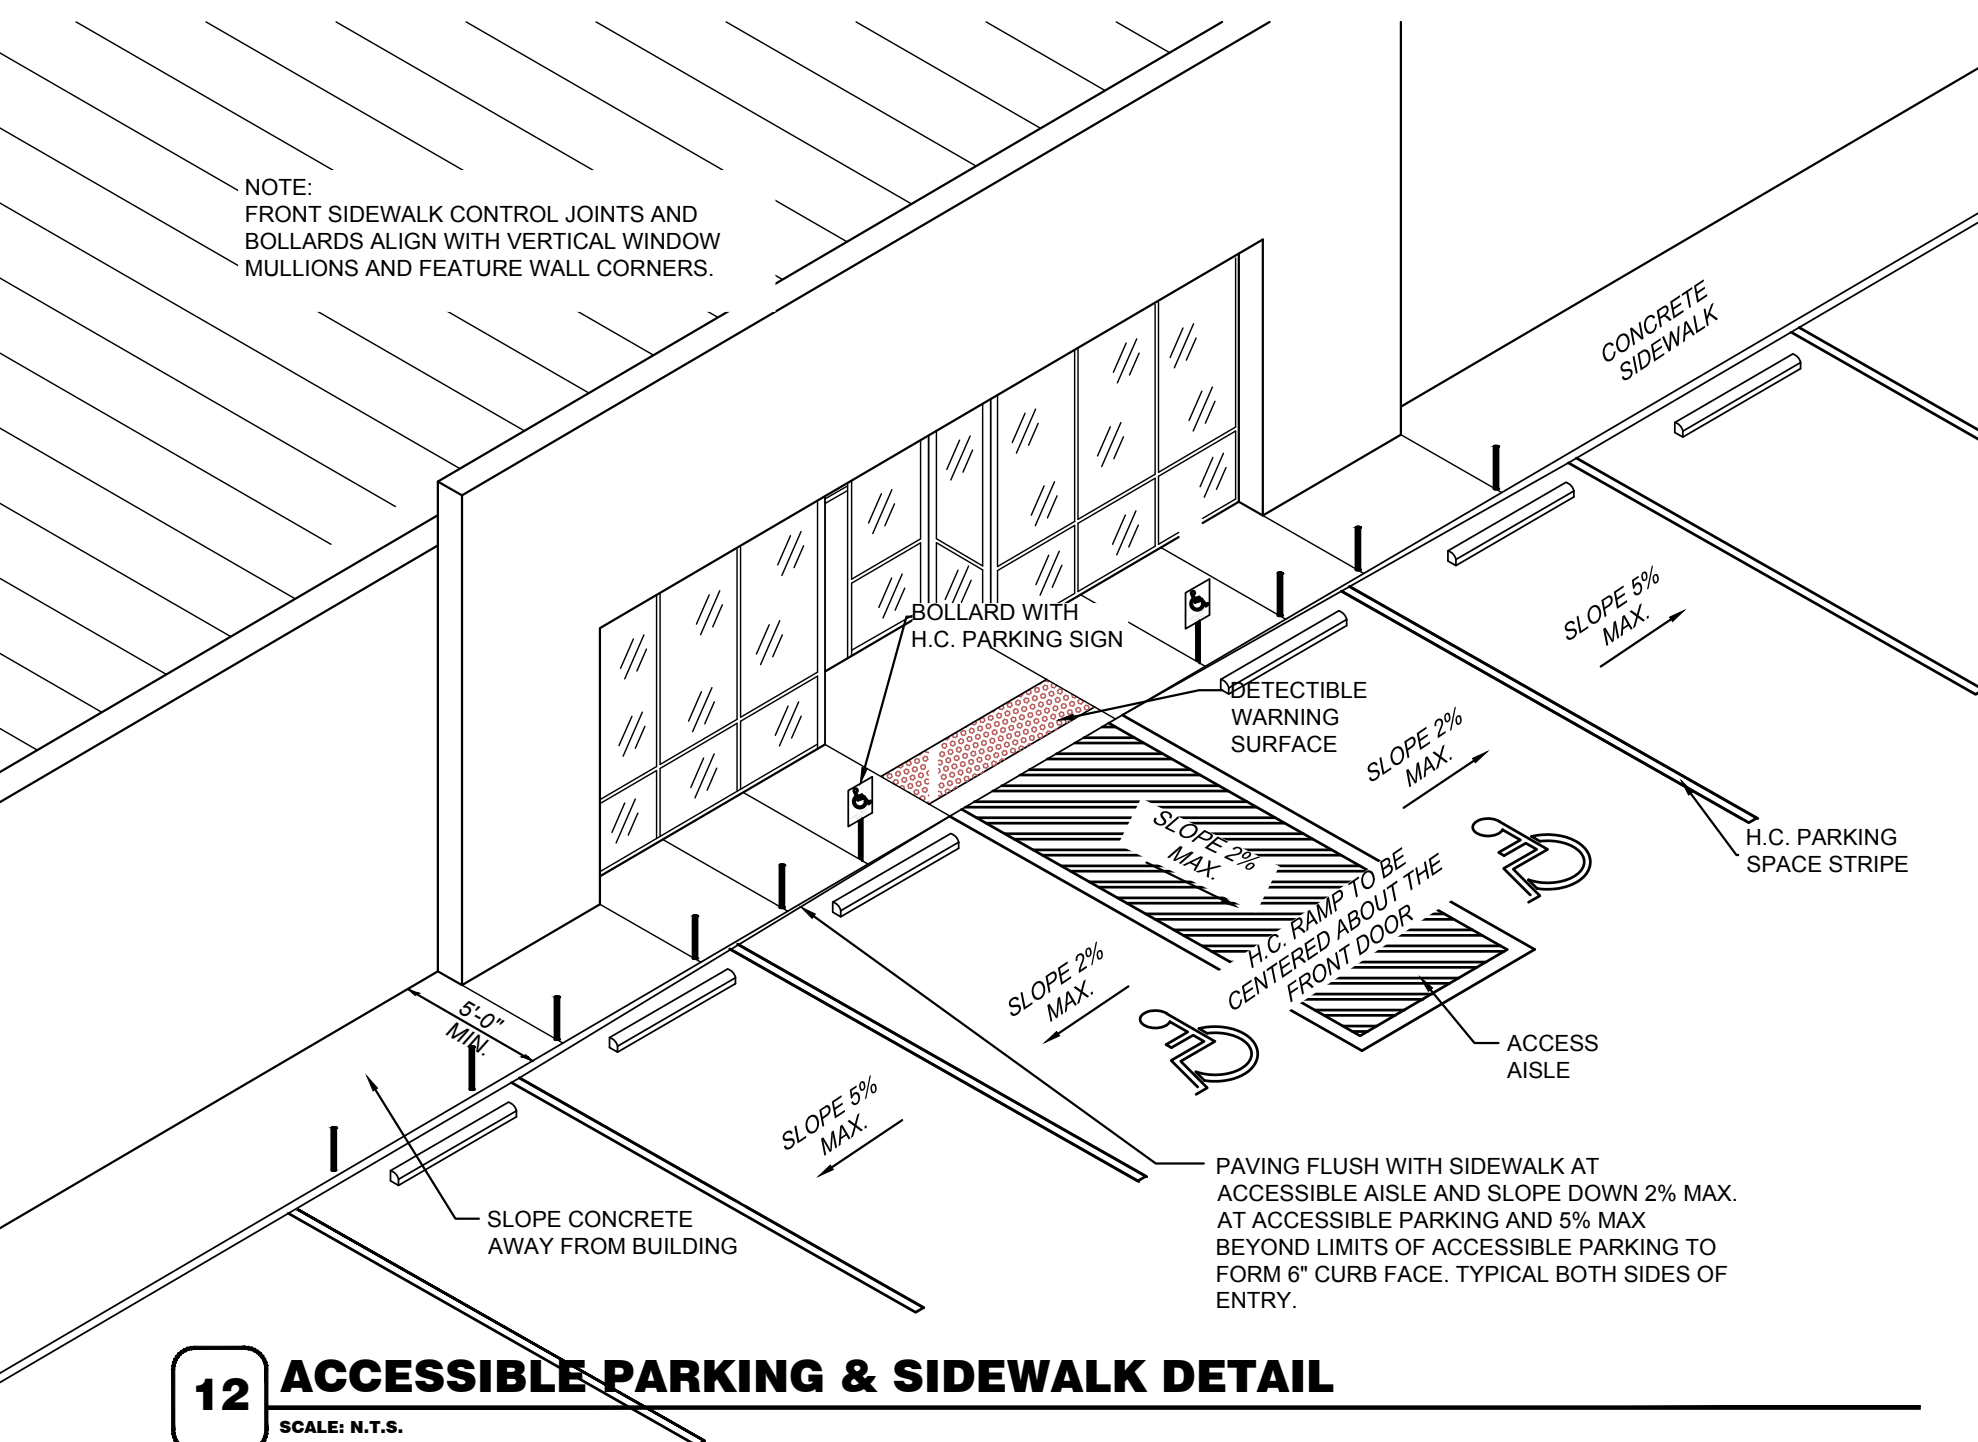 NOTE:
FRONT SIDEWALK CONTROL JOINTS AND
BOLLARDS ALIGN WITH VERTICAL WINDOW
MULLIONS AND FEATURE WALL CORNERS.
CONCRETE
SIDEWALK
SLOPE 5%
MAX.
BOLLARD WITH
H.C. PARKING SIGN
DETECTIBLE
WARNING
SURFACE
SLOPE 2%
MAX.
H.C. PARKING
SPACE STRIPE
SLOPE 2%
MAX.
H.C. RAMP TO BE
CENTERED ABOUT THE
FRONT DOOR
SLOPE 2%
MAX.
5'-0"
MIN.
ACCESS
AISLE
SLOPE 5%
MAX.
SLOPE CONCRETE
AWAY FROM BUILDING
PAVING FLUSH WITH SIDEWALK AT
ACCESSIBLE AISLE AND SLOPE DOWN 2% MAX.
AT ACCESSIBLE PARKING AND 5% MAX
BEYOND LIMITS OF ACCESSIBLE PARKING TO
FORM 6" CURB FACE. TYPICAL BOTH SIDES OF
ENTRY.
12
ACCESSIBLE PARKING & SIDEWALK DETAIL
SCALE: N.T.S.